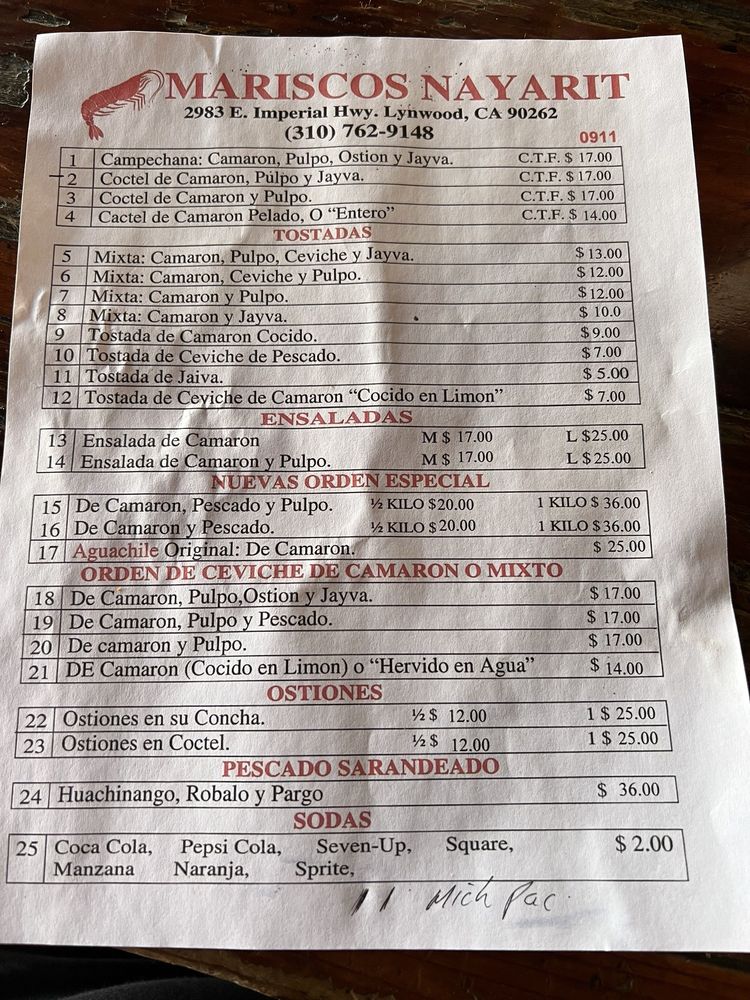 MARISCOS NAYARIT
2983 E. Imperial Hwy. Lynwood, CA 90262
(310) 762-9148
0911
1 Campechana: Camaron, Pulpo, Ostion y Jayva. C.T.F. $ 17.00
2 Coctel de Camaron, Pulpo y Jayva. C.T.F. $ 17.00
3 Coctel de Camaron y Pulpo. C.T.F. $ 17.00
4 Cactel de Camaron Pelado, O “Entero” C.T.F. $ 14.00
TOSTADAS
5 Mixta: Camaron, Pulpo, Ceviche y Jayva. $ 13.00
6 Mixta: Camaron, Ceviche y Pulpo. $ 12.00
7 Mixta: Camaron y Pulpo. $ 12.00
8 Mixta: Camaron y Jayva. $ 10.0
9 Tostada de Camaron Cocido. $ 9.00
10 Tostada de Ceviche de Pescado. $ 7.00
11 Tostada de Jaiva. $ 5.00
12 Tostada de Ceviche de Camaron “Cocido en Limon” $ 7.00
ENSALADAS
13 Ensalada de Camaron M $ 17.00 L $25.00
14 Ensalada de Camaron y Pulpo. M $ 17.00 L $25.00
NUEVAS ORDEN ESPECIAL
15 De Camaron, Pescado y Pulpo. ½ KILO $20.00 1 KILO $ 36.00
16 De Camaron y Pescado. ½ KILO $20.00 1 KILO $36.00
17 Aguachile Original: De Camaron. $ 25.00
ORDEN DE CEVICHE DE CAMARON O MIXTO
18 De Camaron, Pulpo,Ostion y Jayva. $ 17.00
19 De Camaron, Pulpo y Pescado. $ 17.00
20 De camaron y Pulpo. $ 17.00
21 DE Camaron (Cocido en Limon) o “Hervido en Agua” $ 14.00
OSTIONES
22 Ostiones en su Concha. ½ $ 12.00 1 $ 25.00
23 Ostiones en Coctel. ½ $ 12.00 1 $ 25.00
PESCADO SARANDEADO
24 Huachinango, Robalo y Pargo $ 36.00
SODAS
25 Coca Cola, Pepsi Cola, Seven-Up, Square, $ 2.00
Manzana Naranja, Sprite,
11 Mich Pac